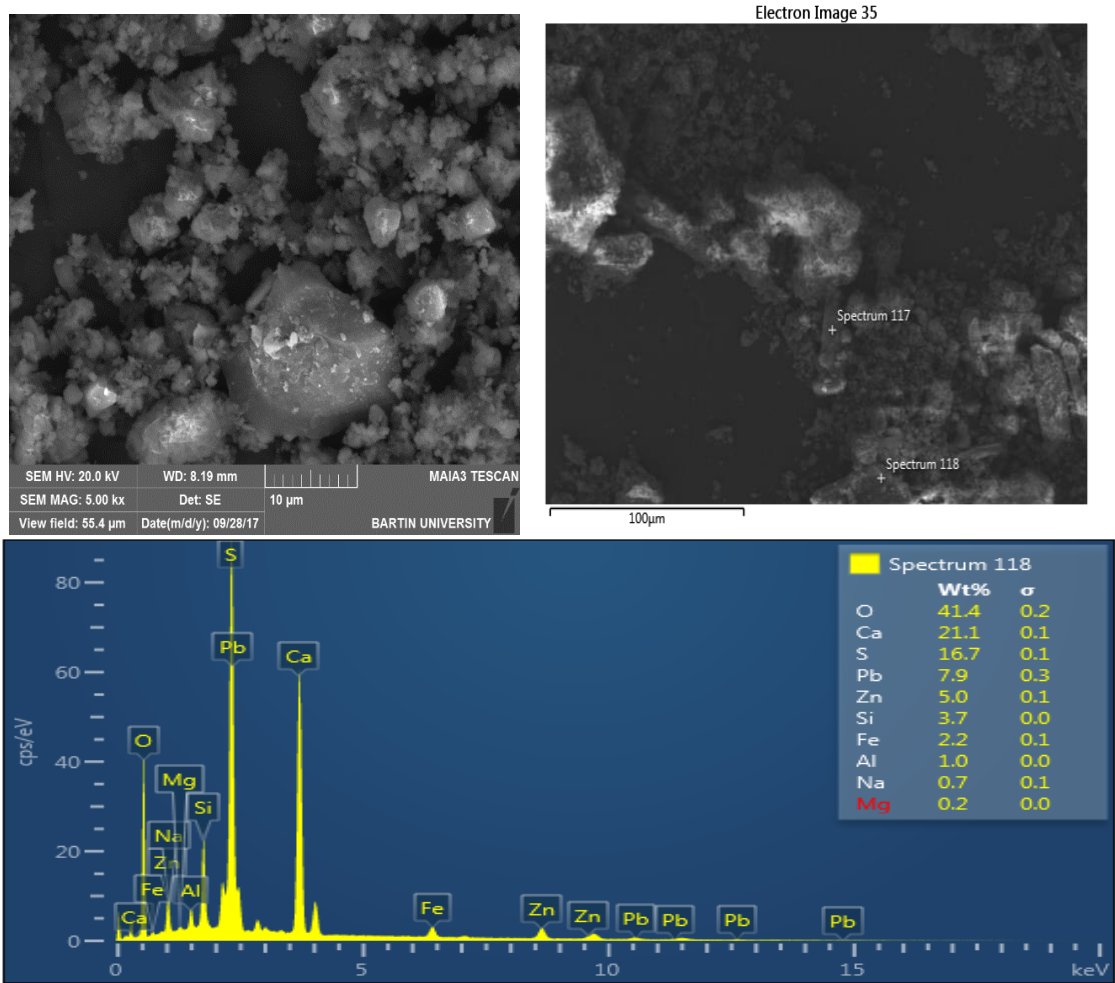 SEM HV: 20.0 kV WD: 8.19 mm MAIA3 TESCAN
SEM MAG: 5.00 kx Det: SE 10 μm
View field: 55.4 μm Date(m/d/y): 09/28/17 BARTIN UNIVERSITY
Electron Image 35
Spectrum 117
Spectrum 118
100μm
cps/eV
80
60
40
20
0
S
Pb
Ca
O
Mg
Si
Na
Zn
Fe
Al
Ca
Fe
Zn
Zn
Pb
Pb
Pb
Pb
0 5 10 15 keV
Spectrum 118
Wt% σ
O 41.4 0.2
Ca 21.1 0.1
S 16.7 0.1
Pb 7.9 0.3
Zn 5.0 0.1
Si 3.7 0.0
Fe 2.2 0.1
Al 1.0 0.0
Na 0.7 0.1
Mg 0.2 0.0